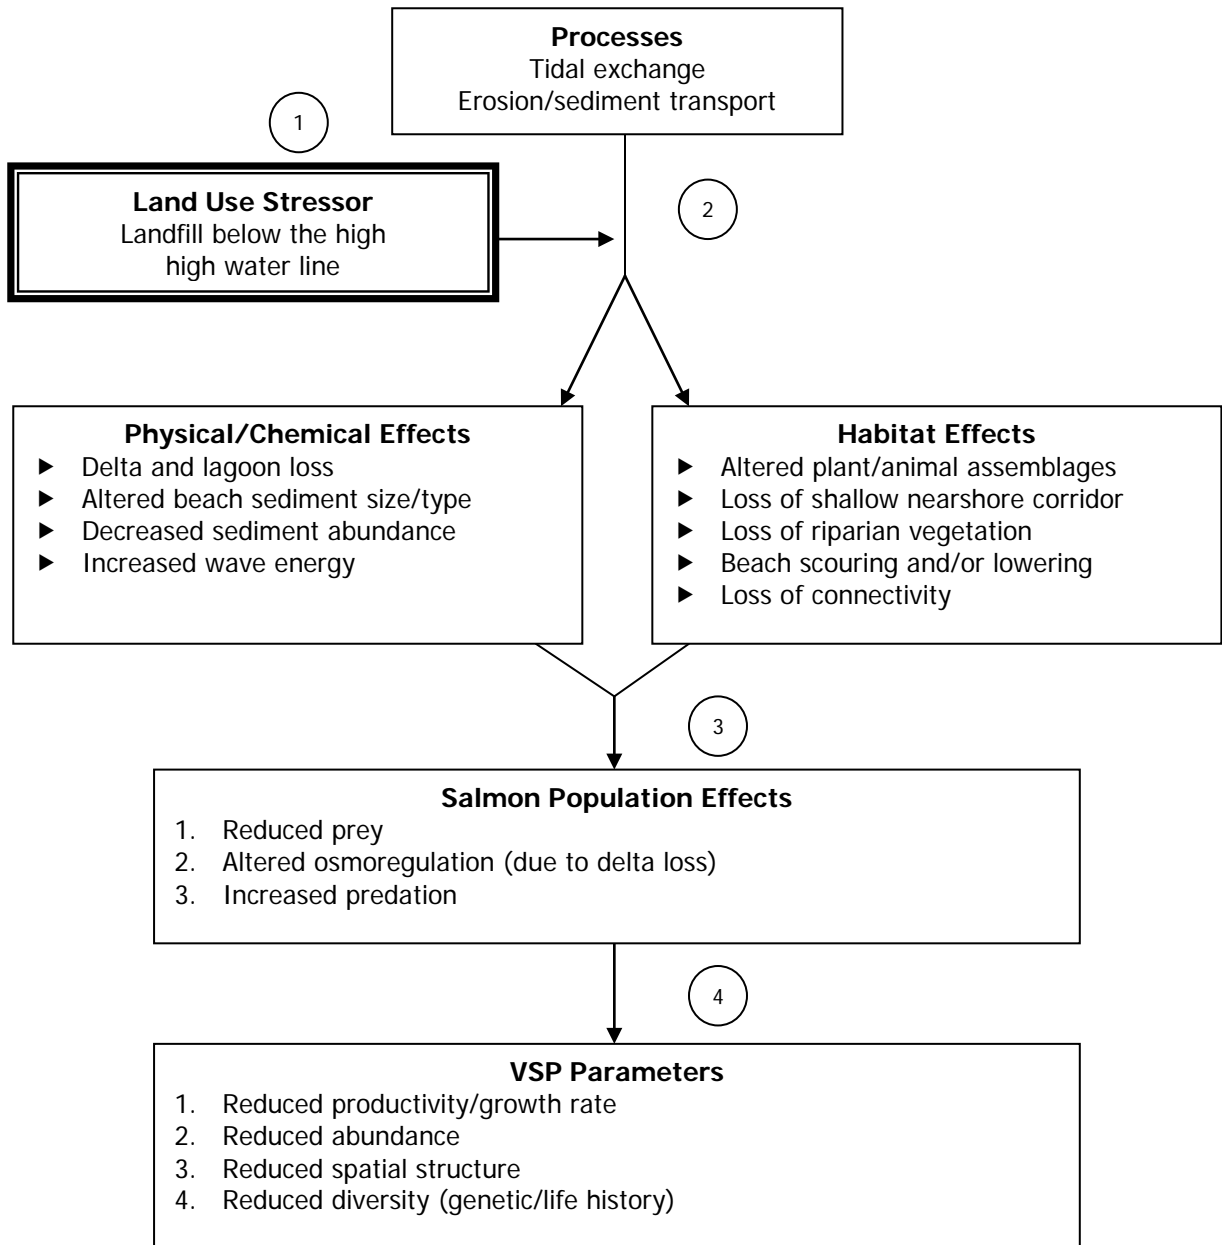 Processes
Tidal exchange
Erosion/sediment transport
1
Land Use Stressor
Landfill below the high
high water line
2
Physical/Chemical Effects
► Delta and lagoon loss
► Altered beach sediment size/type
► Decreased sediment abundance
► Increased wave energy
Habitat Effects
► Altered plant/animal assemblages
► Loss of shallow nearshore corridor
► Loss of riparian vegetation
► Beach scouring and/or lowering
► Loss of connectivity
3
Salmon Population Effects
1. Reduced prey
2. Altered osmoregulation (due to delta loss)
3. Increased predation
4
VSP Parameters
1. Reduced productivity/growth rate
2. Reduced abundance
3. Reduced spatial structure
4. Reduced diversity (genetic/life history)